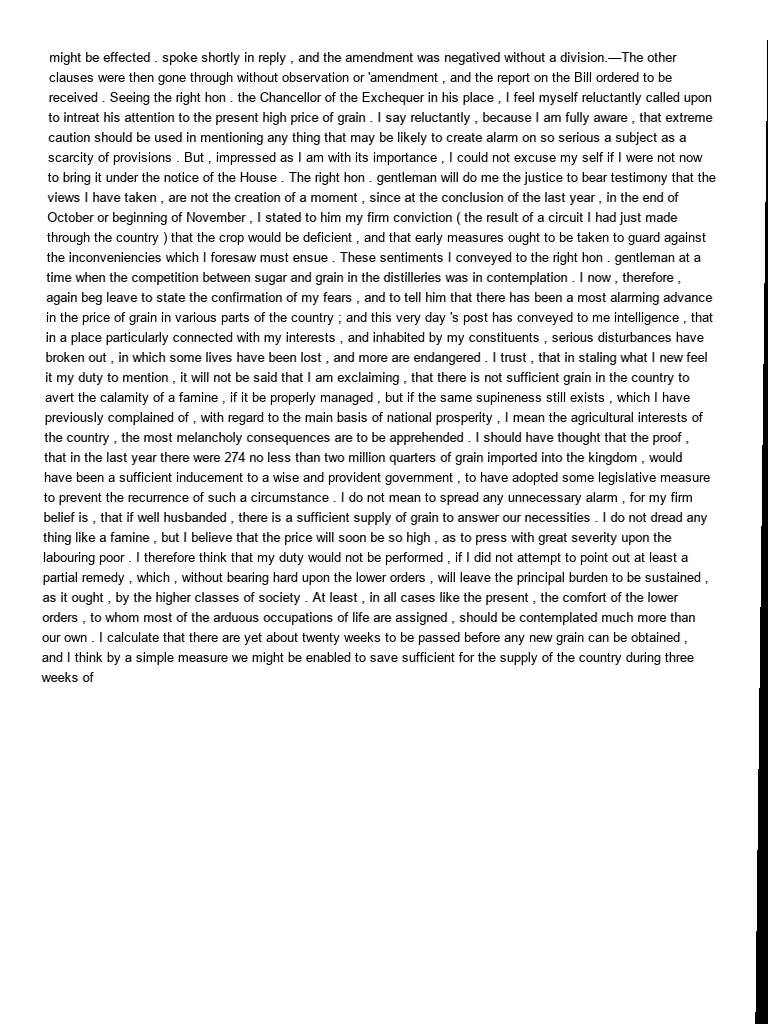 might be effected . spoke shortly in reply , and the amendment was negatived without a division.—The other
clauses were then gone through without observation or 'amendment , and the report on the Bill ordered to be
received . Seeing the right hon . the Chancellor of the Exchequer in his place , I feel myself reluctantly called upon
to intreat his attention to the present high price of grain . I say reluctantly , because I am fully aware , that extreme
caution should be used in mentioning any thing that may be likely to create alarm on so serious a subject as a
scarcity of provisions . But , impressed as I am with its importance , I could not excuse my self if I were not now
to bring it under the notice of the House . The right hon . gentleman will do me the justice to bear testimony that the
views I have taken , are not the creation of a moment , since at the conclusion of the last year , in the end of
October or beginning of November , I stated to him my firm conviction ( the result of a circuit I had just made
through the country ) that the crop would be deficient , and that early measures ought to be taken to guard against
the inconveniencies which I foresaw must ensue . These sentiments I conveyed to the right hon . gentleman at a
time when the competition between sugar and grain in the distilleries was in contemplation . I now , therefore ,
again beg leave to state the confirmation of my fears , and to tell him that there has been a most alarming advance
in the price of grain in various parts of the country ; and this very day 's post has conveyed to me intelligence , that
in a place particularly connected with my interests , and inhabited by my constituents , serious disturbances have
broken out , in which some lives have been lost , and more are endangered . I trust , that in staling what I new feel
it my duty to mention , it will not be said that I am exclaiming , that there is not sufficient grain in the country to
avert the calamity of a famine , if it be properly managed , but if the same supineness still exists , which I have
previously complained of , with regard to the main basis of national prosperity , I mean the agricultural interests of
the country , the most melancholy consequences are to be apprehended . I should have thought that the proof ,
that in the last year there were 274 no less than two million quarters of grain imported into the kingdom , would
have been a sufficient inducement to a wise and provident government , to have adopted some legislative measure
to prevent the recurrence of such a circumstance . I do not mean to spread any unnecessary alarm , for my firm
belief is , that if well husbanded , there is a sufficient supply of grain to answer our necessities . I do not dread any
thing like a famine , but I believe that the price will soon be so high , as to press with great severity upon the
labouring poor . I therefore think that my duty would not be performed , if I did not attempt to point out at least a
partial remedy , which , without bearing hard upon the lower orders , will leave the principal burden to be sustained ,
as it ought , by the higher classes of society . At least , in all cases like the present , the comfort of the lower
orders , to whom most of the arduous occupations of life are assigned , should be contemplated much more than
our own . I calculate that there are yet about twenty weeks to be passed before any new grain can be obtained ,
and I think by a simple measure we might be enabled to save sufficient for the supply of the country during three
weeks of